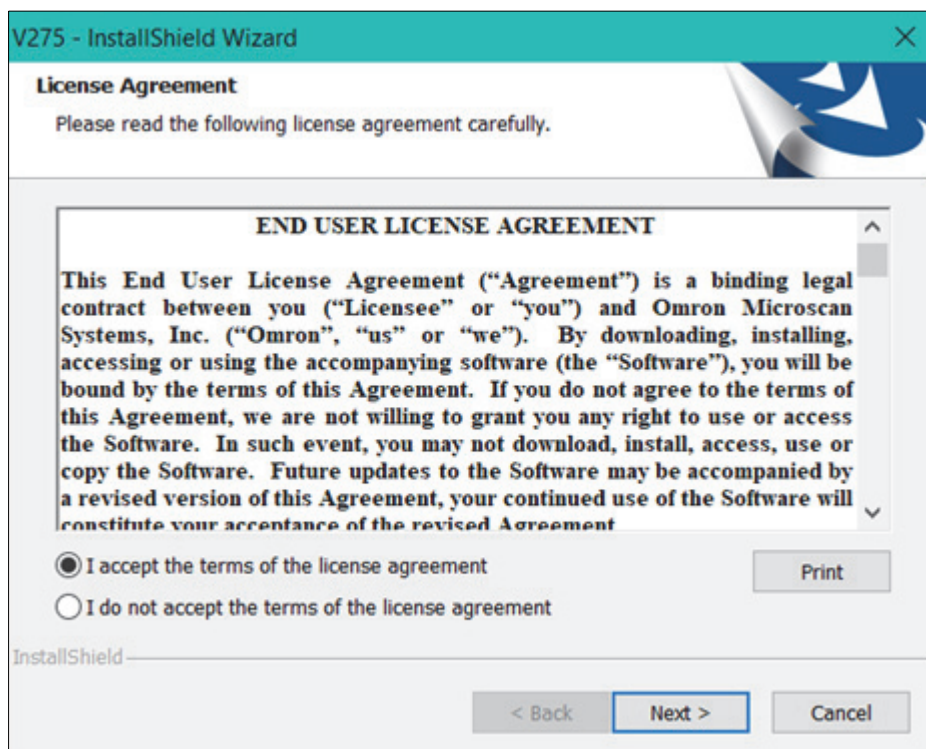 V275 - InstallShield Wizard
License Agreement
Please read the following license agreement carefully.
END USER LICENSE AGREEMENT
This End User License Agreement (“Agreement”) is a binding legal
contract between you (“Licensee” or “you”) and Omron Microscan
Systems, Inc. (“Omron”, “us” or “we”). By downloading, installing,
accessing or using the accompanying software (the “Software”), you will be
bound by the terms of this Agreement. If you do not agree to the terms of
this Agreement, we are not willing to grant you any right to use or access
the Software. In such event, you may not download, install, access, use or
copy the Software. Future updates to the Software may be accompanied by
a revised version of this Agreement, your continued use of the Software will
constitute your acceptance of the revised Agreement
I accept the terms of the license agreement
Print
I do not accept the terms of the license agreement
InstallShield
< Back
Next >
Cancel